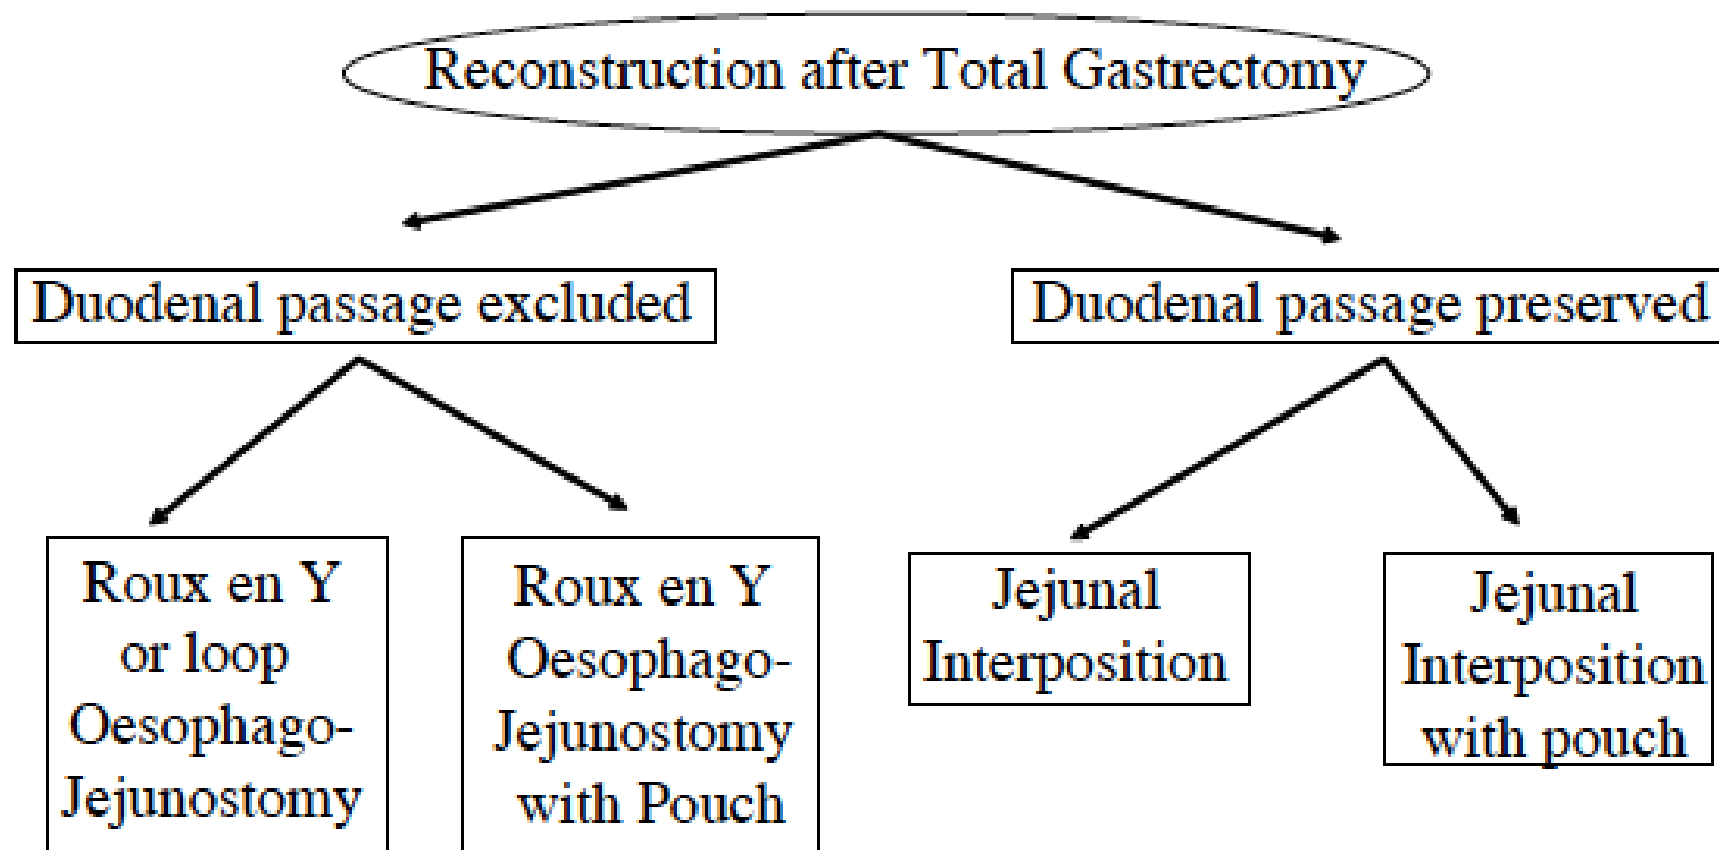 Reconstruction after Total Gastrectomy
Duodenal passage excluded
Duodenal passage preserved
Roux en Y
or loop
Oesophago-
Jejunostomy
Roux en Y
Oesophago-
Jejunostomy
with Pouch
Jejunal
Interposition
Jejunal
Interposition
with pouch